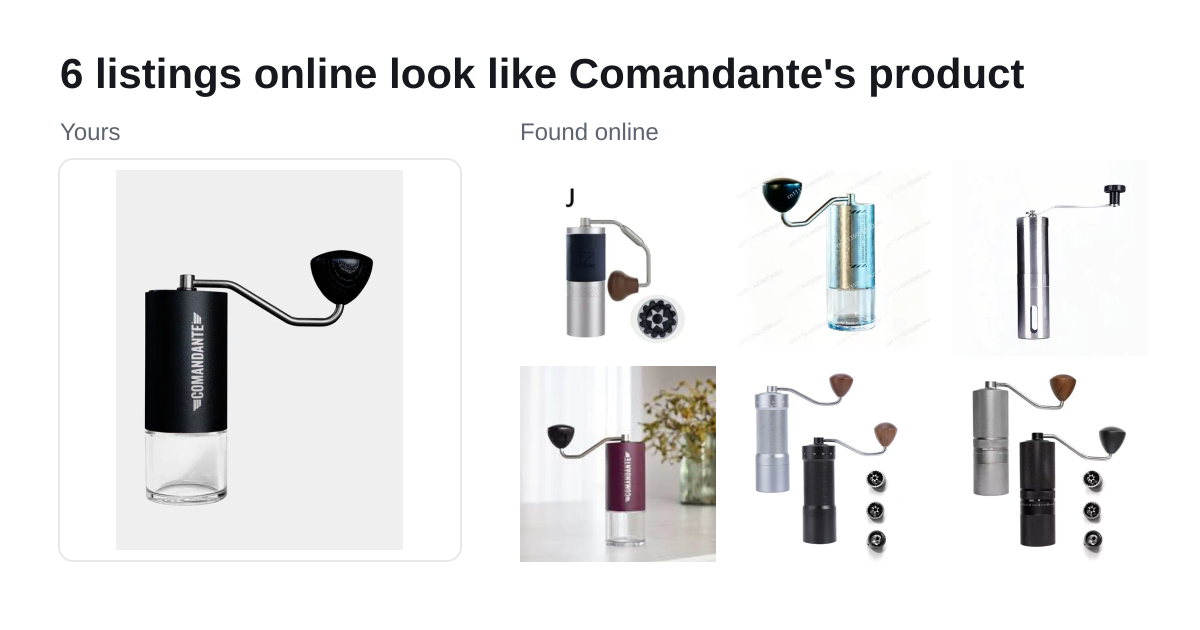 6 listings online look like Comandante's product
Yours
Found online
COMANDANTE
J
COMANDANTE